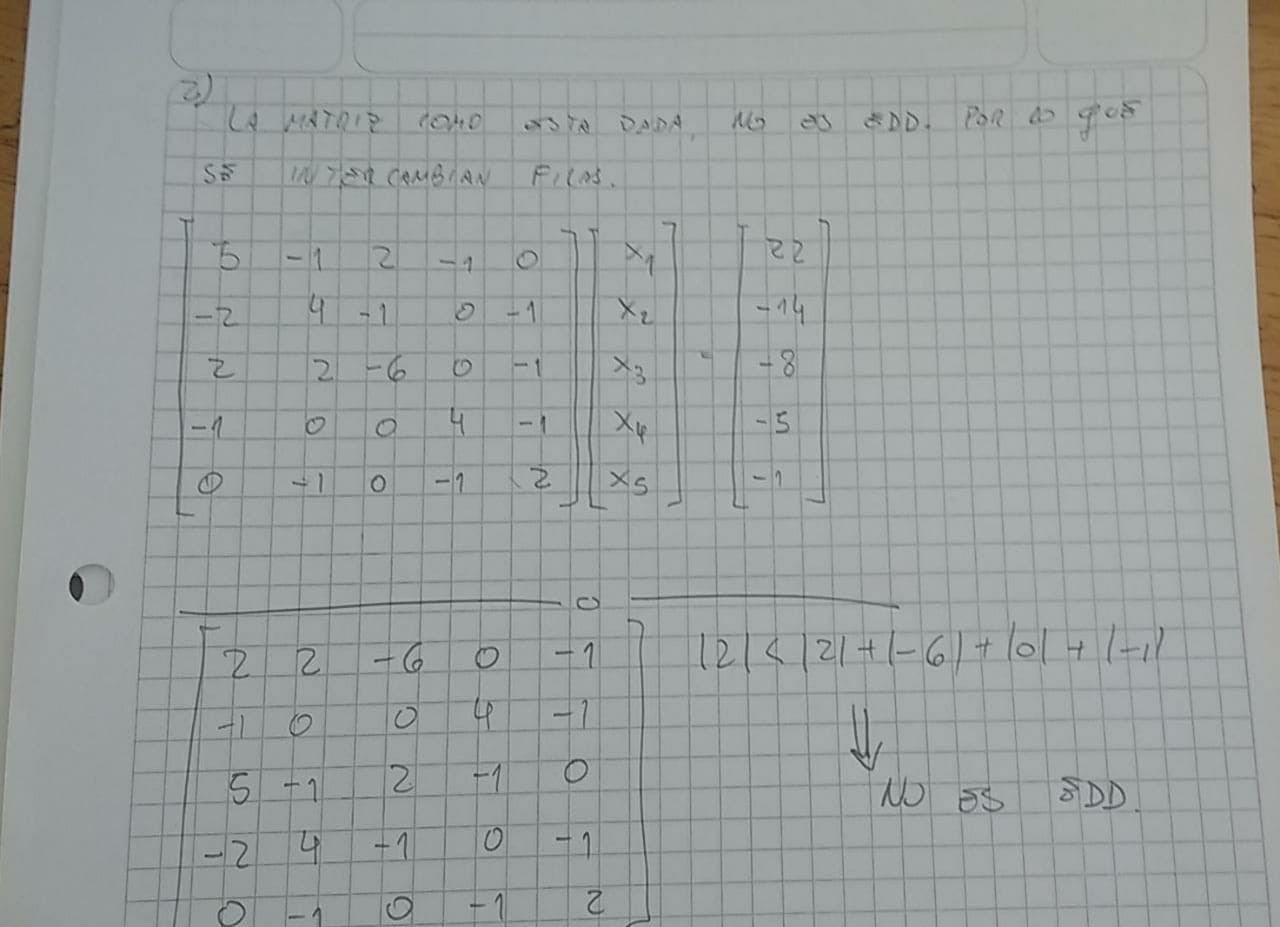 2)
LA MATRIZ COMO ESTA DADA, NO ES EDD. POR LO QUE
SE INTERCAMBIAN FILAS.
5 -1 2 -1 0 x1 22
-2 4 -1 0 -1 x2 -14
2 2 -6 0 -1 x3 = -8
-1 0 0 4 -1 x4 -5
0 -1 0 -1 2 x5 -1
0
2 2 -6 0 -1 |2| < |2| + |-6| + |0| + |-1|
-1 0 0 4 -1 ⇓
5 -1 2 -1 0 NO ES EDD.
-2 4 -1 0 -1
0 -1 0 -1 2